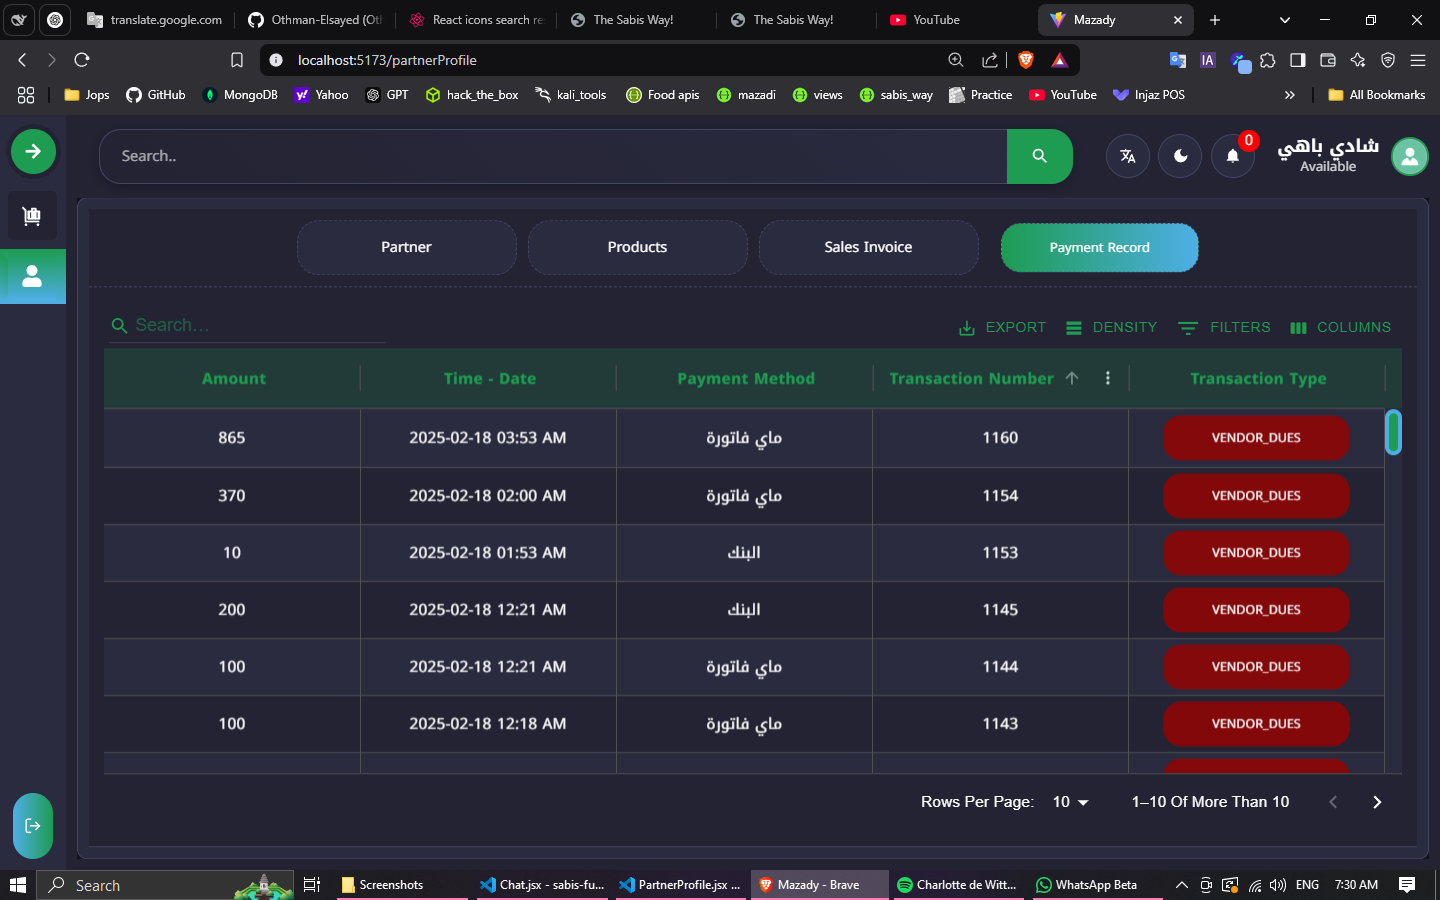 translate.google.com
Othman-Elsayed (Oth
React icons search re
The Sabis Way!
The Sabis Way!
YouTube
Mazady
localhost:5173/partnerProfile
IA
Jops
GitHub
MongoDB
Yahoo
GPT
hack_the_box
kali_tools
Food apis
mazadi
views
sabis_way
Practice
YouTube
Injaz POS
All Bookmarks
Search..
0
شادي باهي
Available
Partner
Products
Sales Invoice
Payment Record
Search…
EXPORT
DENSITY
FILTERS
COLUMNS
Amount Time - Date Payment Method Transaction Number Transaction Type
865 2025-02-18 03:53 AM ماي فاتورة 1160 VENDOR_DUES
370 2025-02-18 02:00 AM ماي فاتورة 1154 VENDOR_DUES
10 2025-02-18 01:53 AM البنك 1153 VENDOR_DUES
200 2025-02-18 12:21 AM البنك 1145 VENDOR_DUES
100 2025-02-18 12:21 AM ماي فاتورة 1144 VENDOR_DUES
100 2025-02-18 12:18 AM ماي فاتورة 1143 VENDOR_DUES
Rows Per Page: 10 1–10 Of More Than 10
Search
Screenshots
Chat.jsx - sabis-fu...
PartnerProfile.jsx ...
Mazady - Brave
Charlotte de Witt...
WhatsApp Beta
ENG
7:30 AM